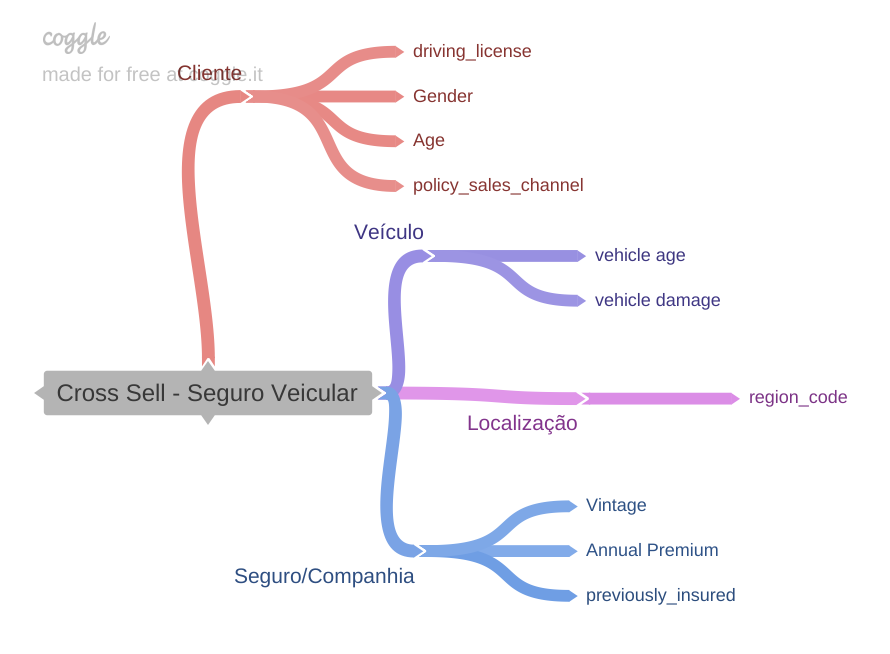 coggle
made for free at coggle.it
Cliente
driving_license
Gender
Age
policy_sales_channel
Veículo
vehicle age
vehicle damage
Cross Sell - Seguro Veicular
Localização
region_code
Seguro/Companhia
Vintage
Annual Premium
previously_insured